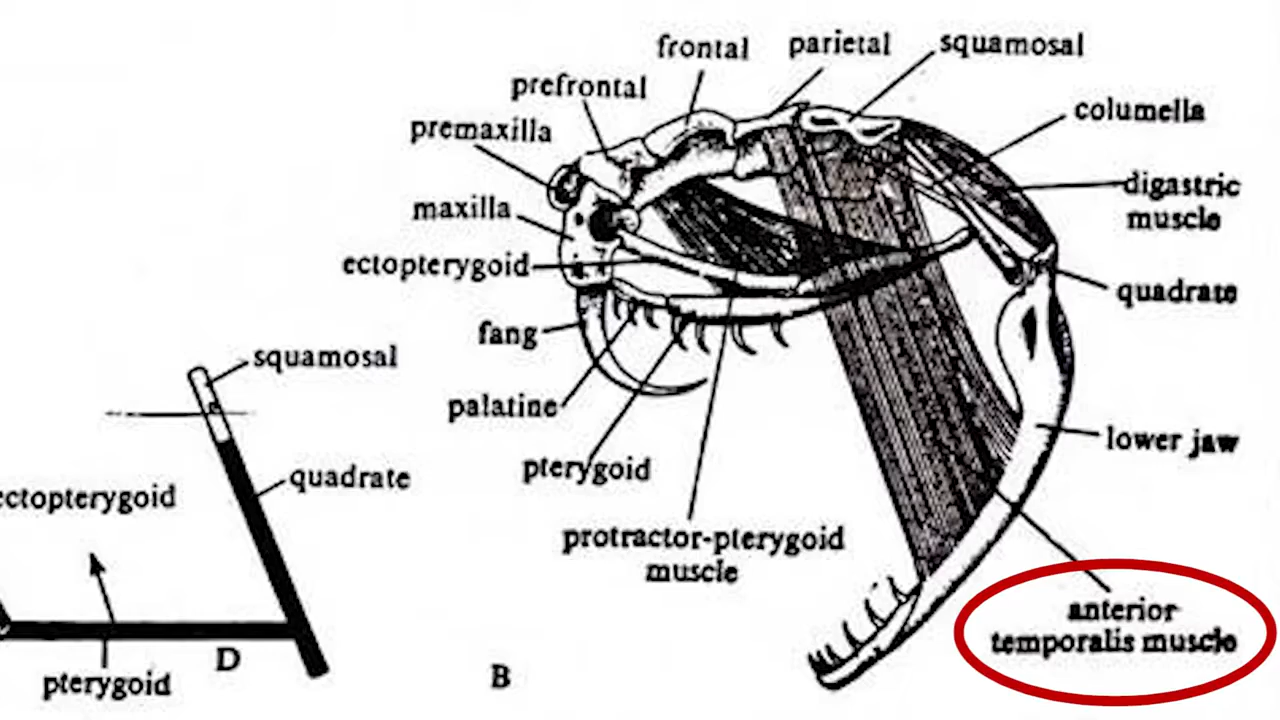 frontal
parietal
squamosal
prefrontal
columella
premaxilla
digastric
muscle
maxilla
ectopterygoid
quadrate
fang
squamosal
palatine
lower jaw
pterygoid
quadrate
ectopterygoid
protractor-pterygoid
muscle
anterior
temporalis muscle
D
B
pterygoid